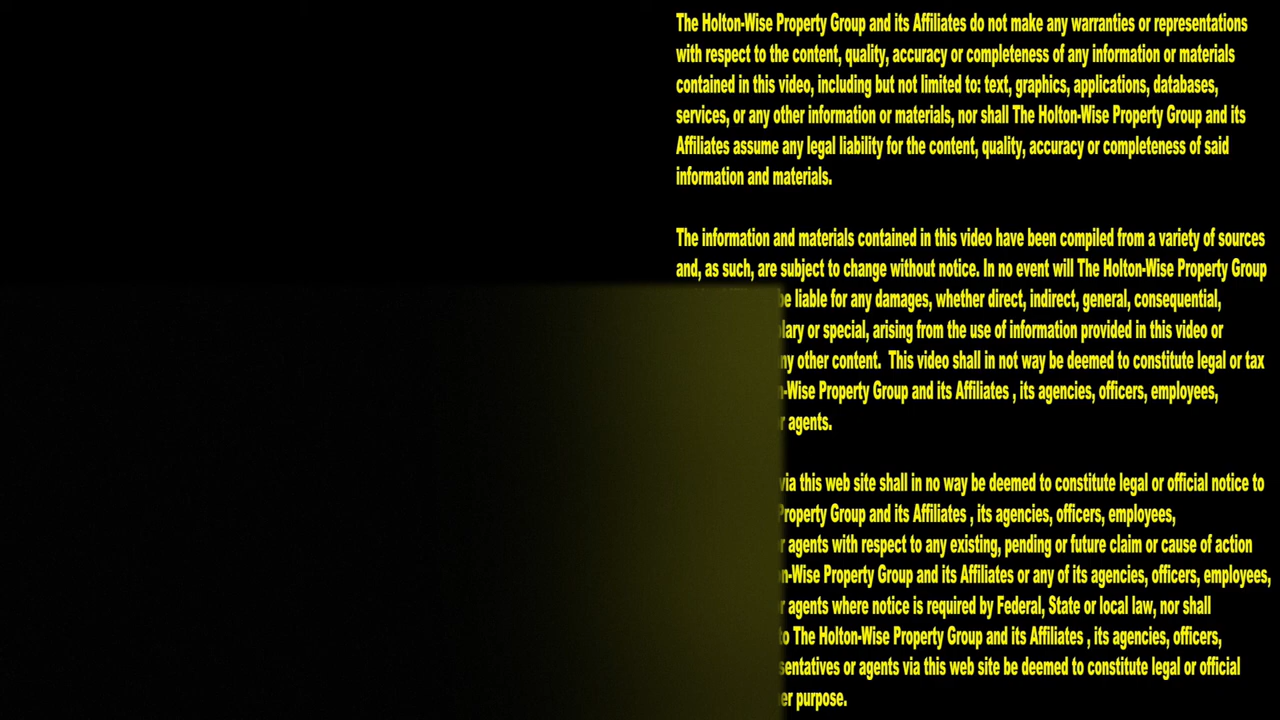 The Holton-Wise Property Group and its Affiliates do not make any warranties or representations
with respect to the content, quality, accuracy or completeness of any information or materials
contained in this video, including but not limited to: text, graphics, applications, databases,
services, or any other information or materials, nor shall The Holton-Wise Property Group and its
Affiliates assume any legal liability for the content, quality, accuracy or completeness of said
information and materials.
The information and materials contained in this video have been compiled from a variety of sources
and, as such, are subject to change without notice. In no event will The Holton-Wise Property Group
be liable for any damages, whether direct, indirect, general, consequential,
or special, arising from the use of information provided in this video or
any other content. This video shall in not way be deemed to constitute legal or tax
-Wise Property Group and its Affiliates , its agencies, officers, employees,
agents.
via this web site shall in no way be deemed to constitute legal or official notice to
Property Group and its Affiliates , its agencies, officers, employees,
agents with respect to any existing, pending or future claim or cause of action
-Wise Property Group and its Affiliates or any of its agencies, officers, employees,
agents where notice is required by Federal, State or local law, nor shall
to The Holton-Wise Property Group and its Affiliates , its agencies, officers,
or agents via this web site be deemed to constitute legal or official
purpose.